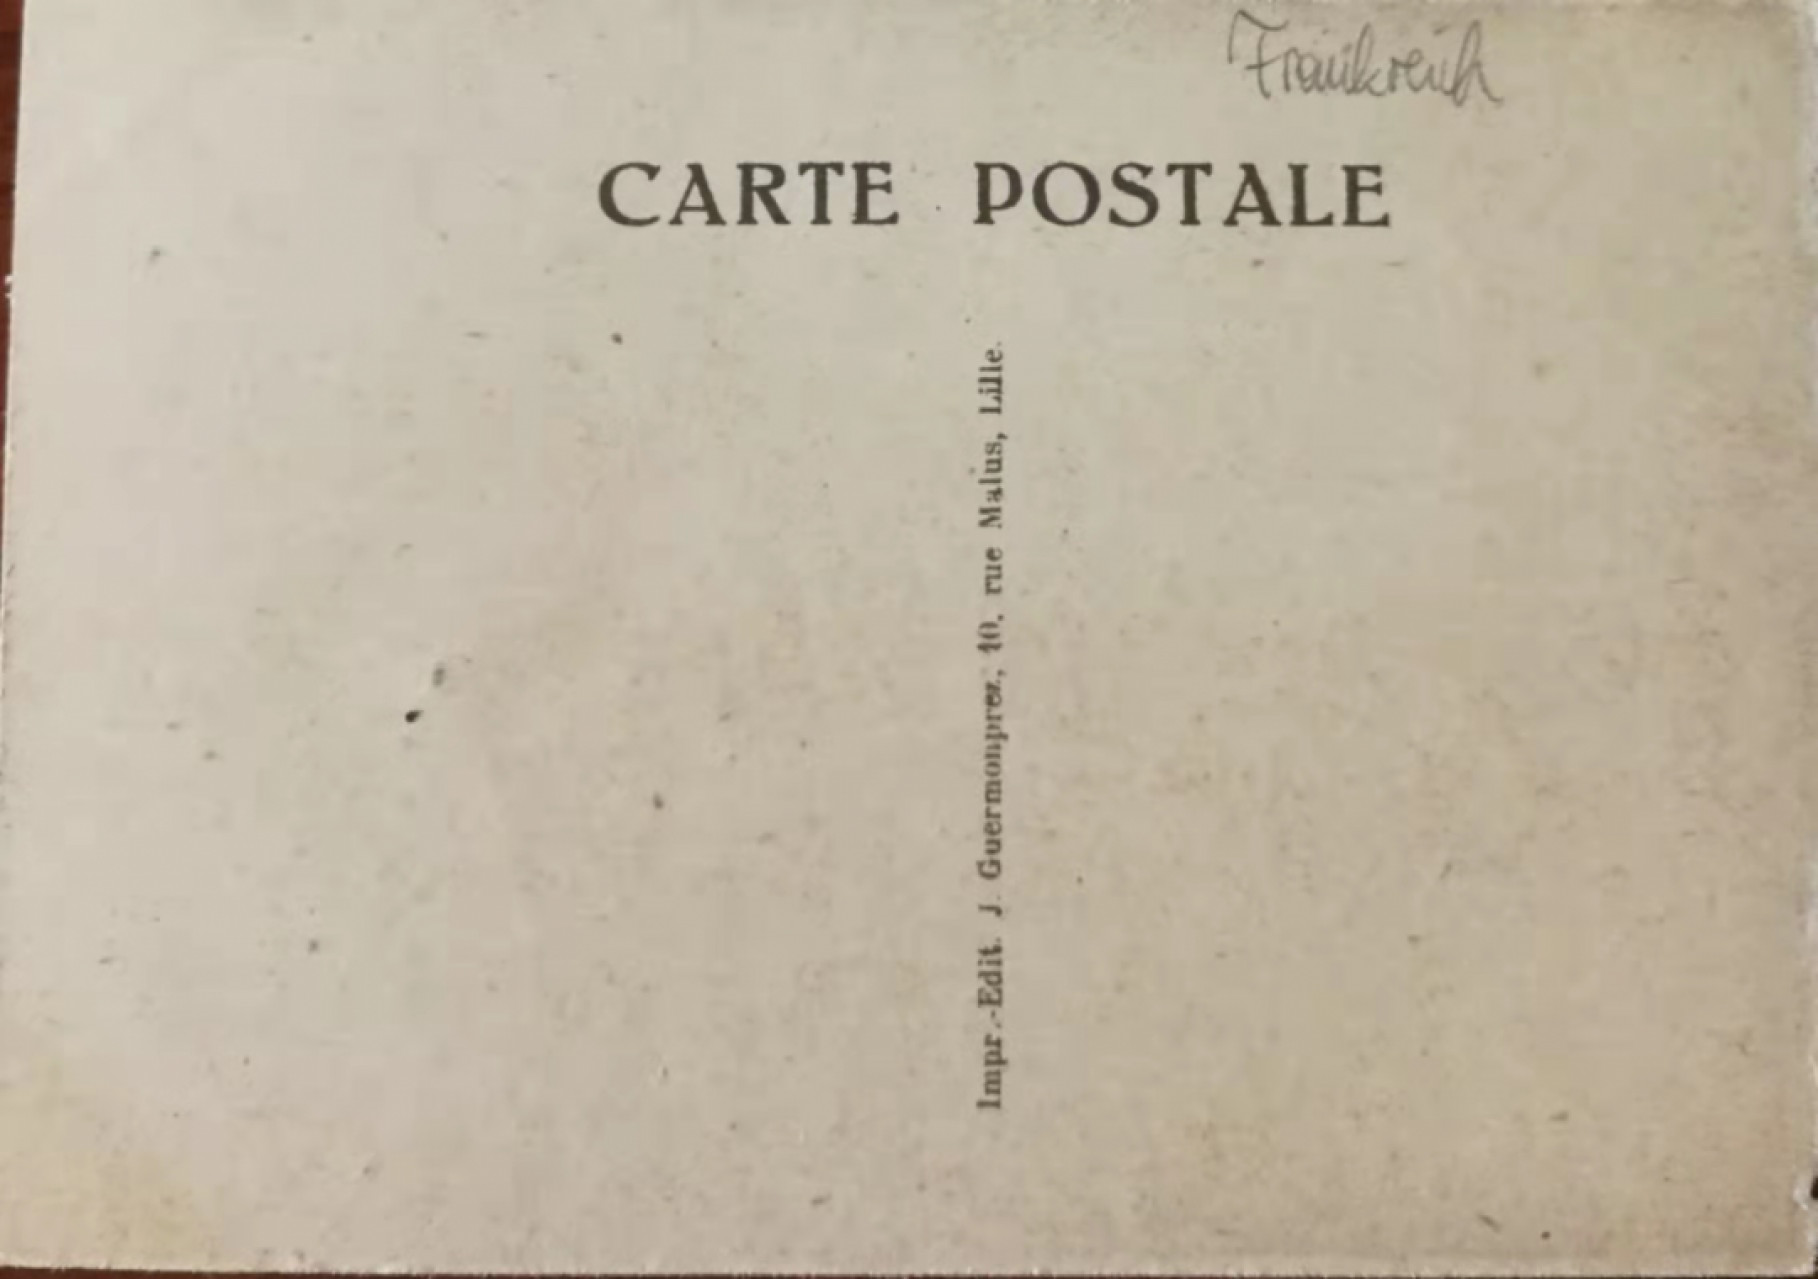 Frankreich
CARTE POSTALE
Impr.-Edit. J. Guermonprez, 10, rue Malus, Lille.